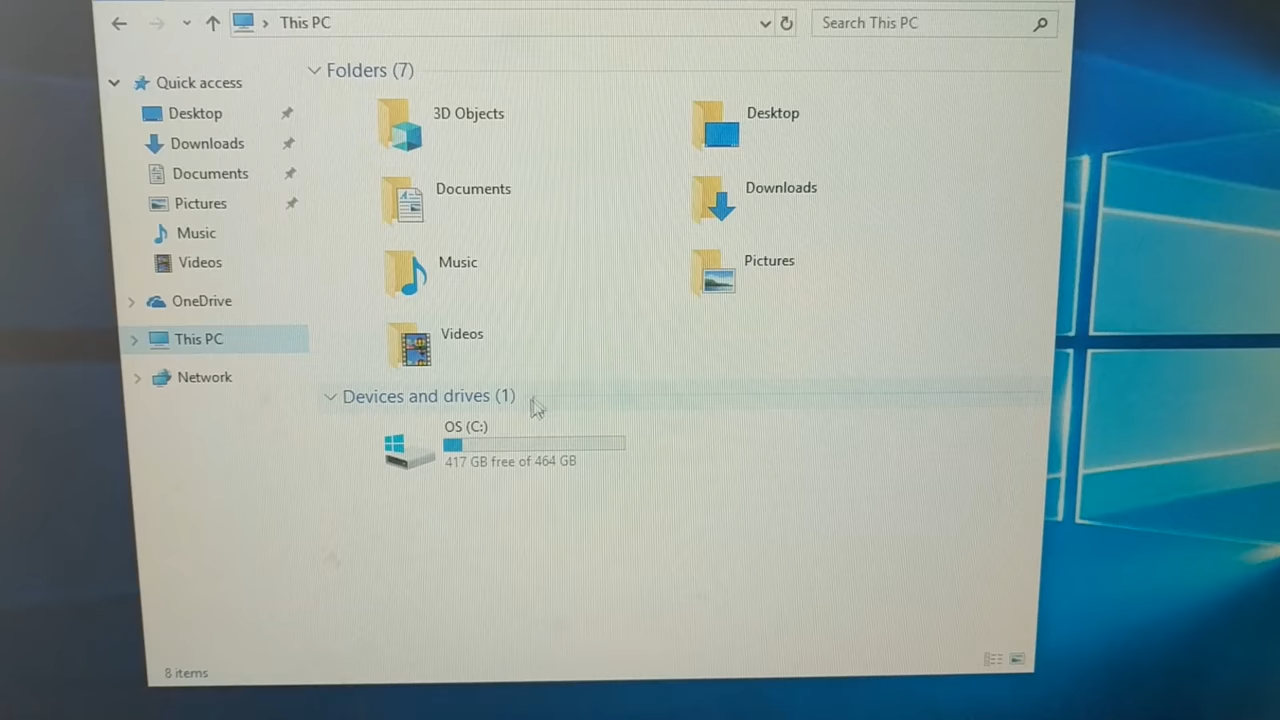 This PC
Search This PC
Quick access
Desktop
Downloads
Documents
Pictures
Music
Videos
OneDrive
This PC
Network
Folders (7)
3D Objects
Desktop
Documents
Downloads
Music
Pictures
Videos
Devices and drives (1)
OS (C:)
417 GB free of 464 GB
8 items